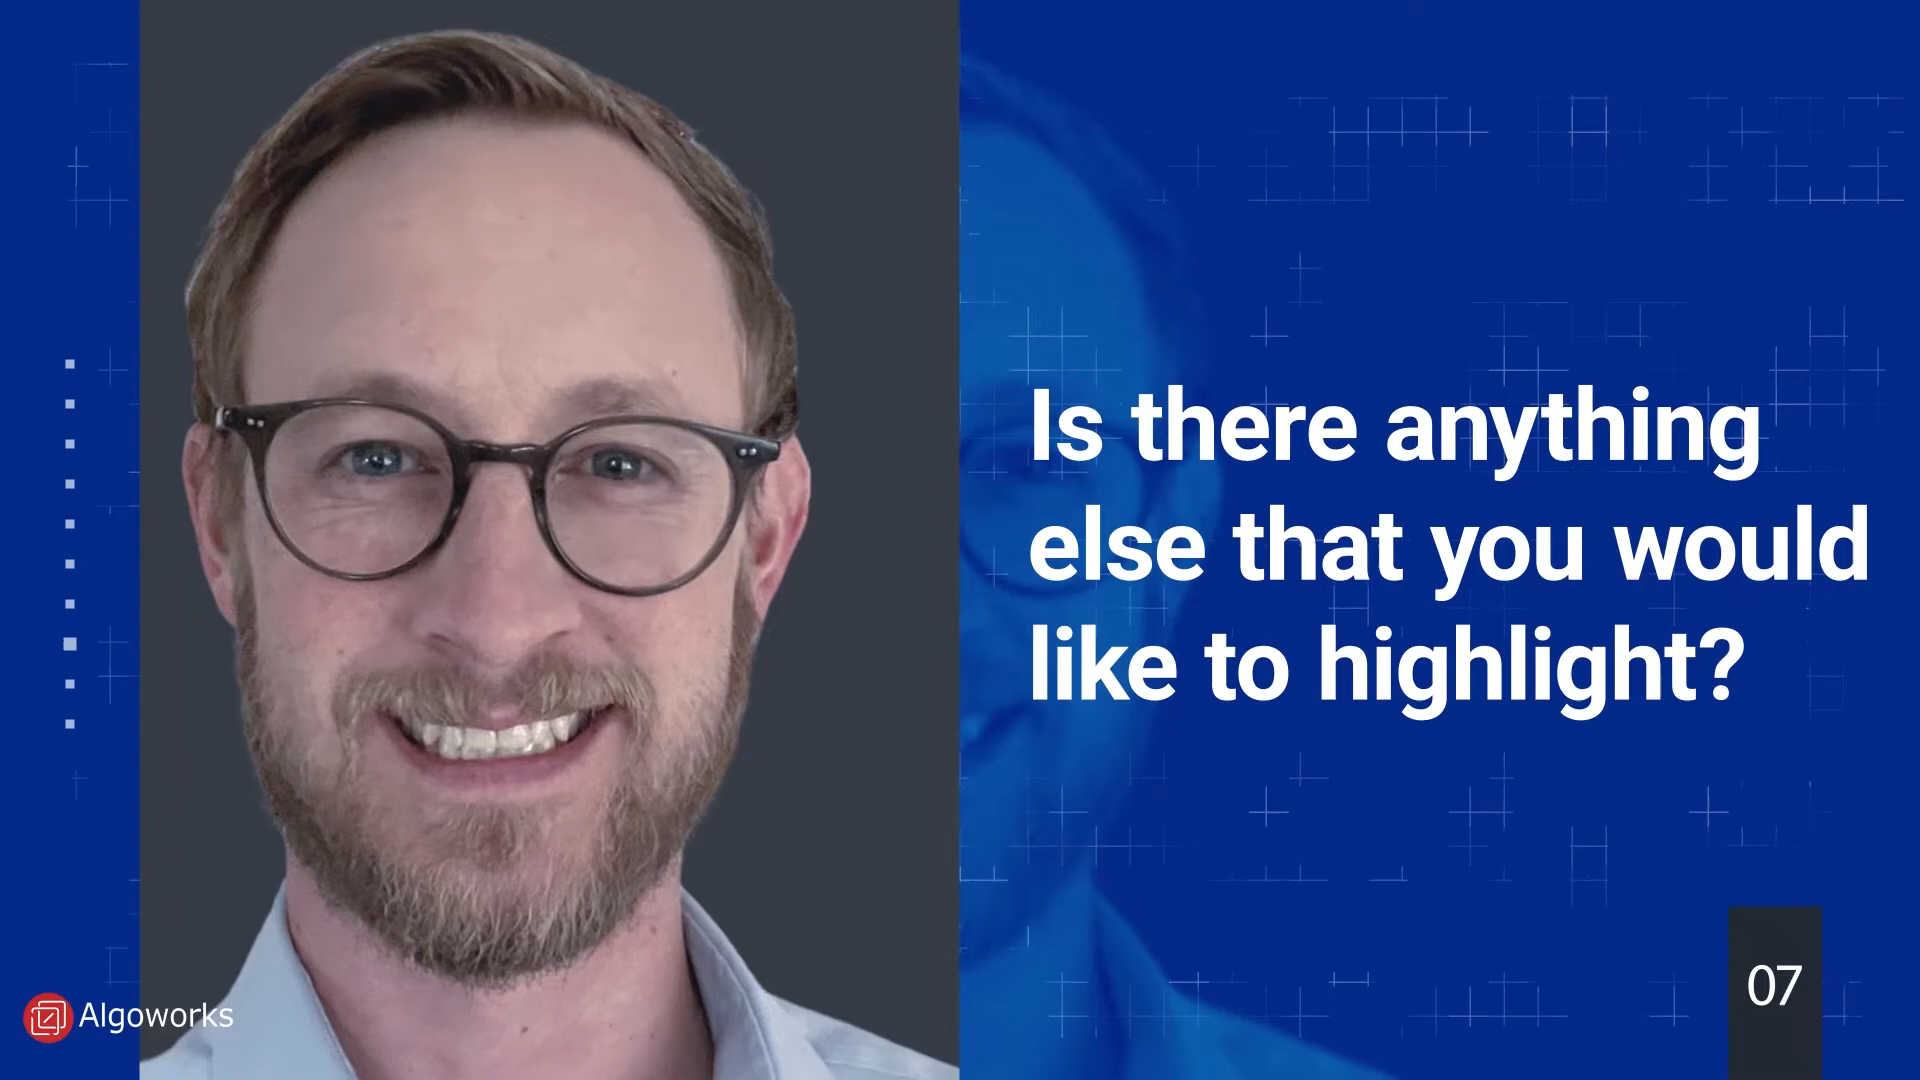 Is there anything
else that you would
like to highlight?
07
Algoworks